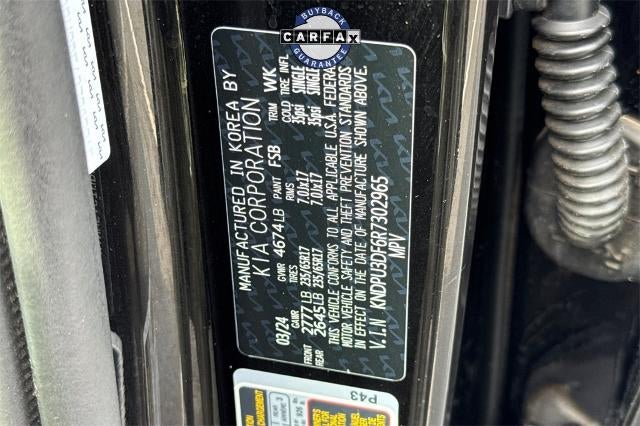 BUYBACK
CARFAX
GUARANTEE
MANUFACTURED IN KOREA BY
KIA CORPORATION
03/24 GVWR 4674LB PAINT FSB TRIM WK
GAWR TIRES RIMS COLD TIRE INFL
FRONT 2777LB 235/65R17 7.0Jx17 35psi SINGLE
REAR 2645LB 235/65R17 7.0Jx17 35psi SINGLE
THIS VEHICLE CONFORMS TO ALL APPLICABLE U.S.A. FEDERAL
MOTOR VEHICLE SAFETY AND THEFT PREVENTION STANDARDS
IN EFFECT ON THE DATE OF MANUFACTURE SHOWN ABOVE.
V.I.N KNDPU3DF6R7302965
MPV
P43